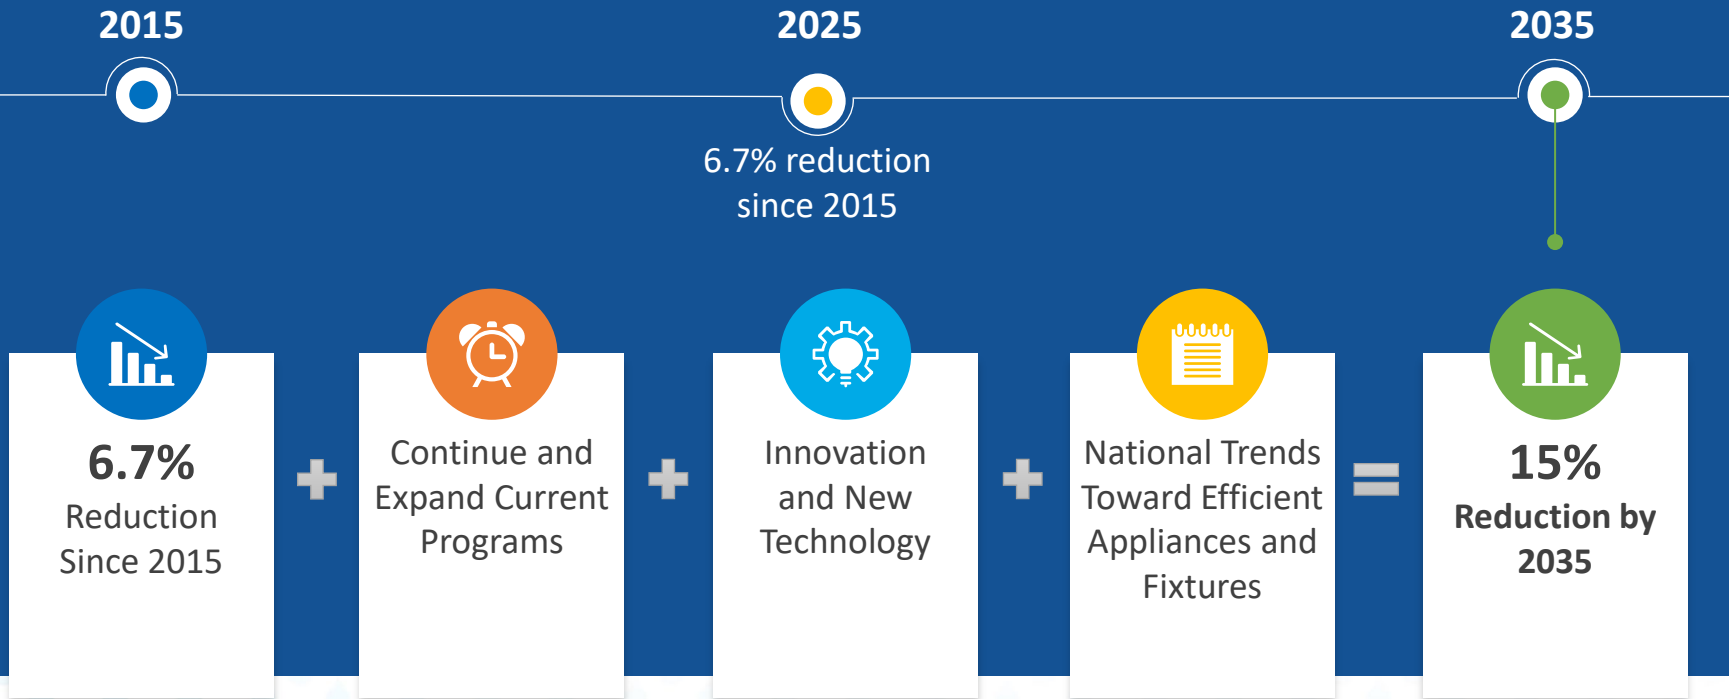 2015
2025
2035
6.7% reduction
since 2015
6.7%
Reduction
Since 2015
Continue and
Expand Current
Programs
Innovation
and New
Technology
National Trends
Toward Efficient
Appliances and
Fixtures
15%
Reduction by
2035